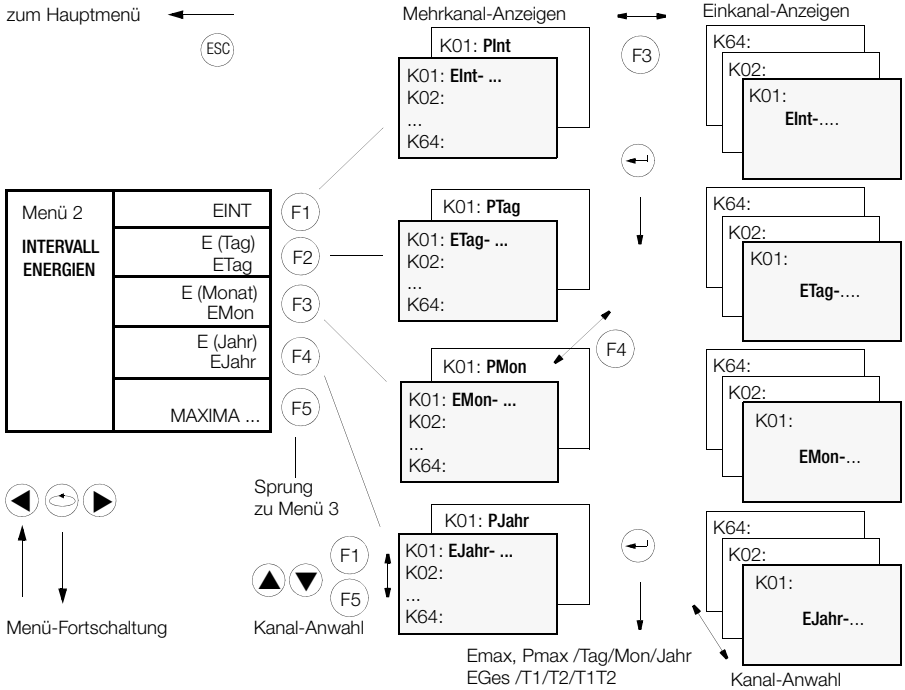 zum Hauptmenü
ESC
Mehrkanal-Anzeigen
Einkanal-Anzeigen
F3
K01: PInt
K01: EInt- ...
K02:
...
K64:
K64:
K02:
K01:
EInt-....
Menü 2
INTERVALL
ENERGIEN
EINT
F1
E (Tag)
ETag
F2
E (Monat)
EMon
F3
E (Jahr)
EJahr
F4
MAXIMA ...
F5
K01: PTag
K01: ETag- ...
K02:
...
K64:
K64:
K02:
K01:
ETag-....
F4
K01: PMon
K01: EMon- ...
K02:
...
K64:
K64:
K02:
K01:
EMon-...
Sprung
zu Menü 3
K01: PJahr
K01: EJahr- ...
K02:
...
K64:
K64:
K02:
K01:
EJahr-...
F1
F5
Menü-Fortschaltung
Kanal-Anwahl
Emax, Pmax /Tag/Mon/Jahr
EGes /T1/T2/T1T2
Kanal-Anwahl